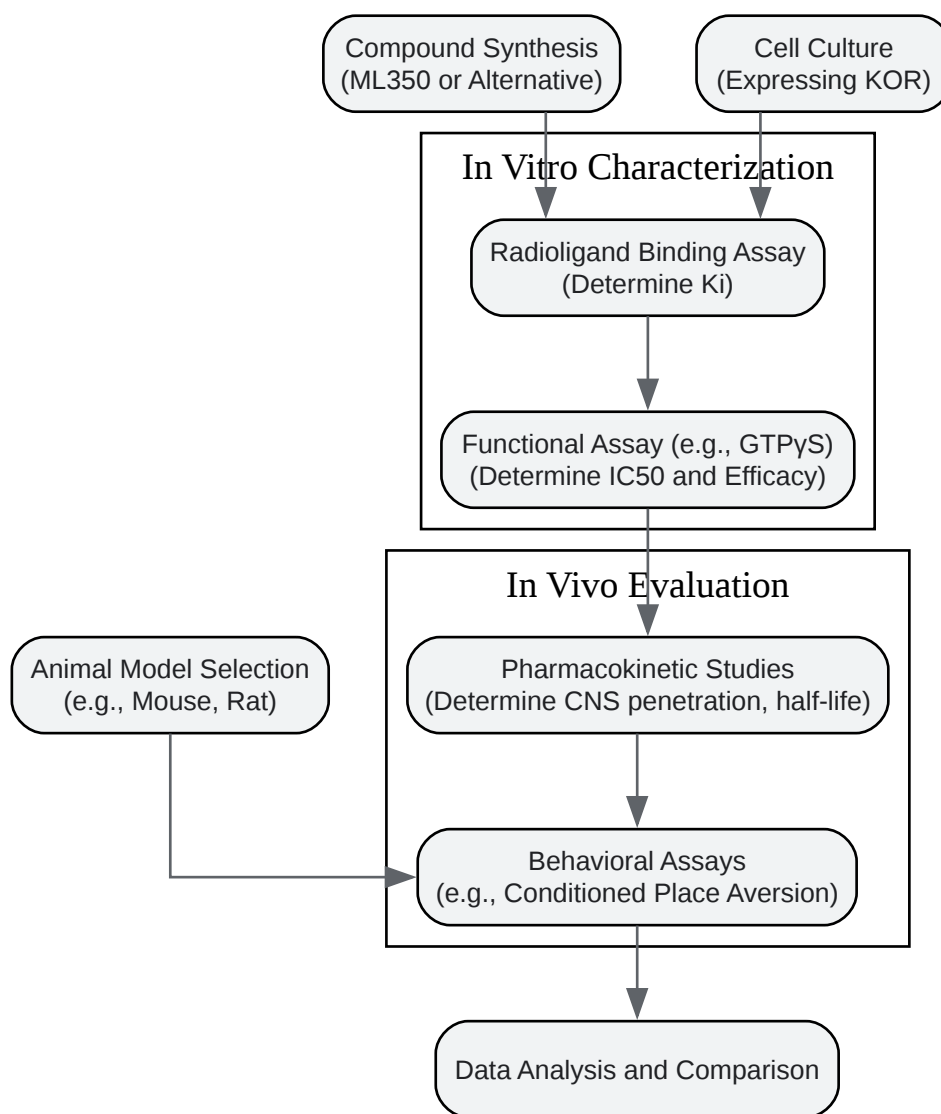 Compound Synthesis
(ML350 or Alternative)
Cell Culture
(Expressing KOR)
In Vitro Characterization
Radioligand Binding Assay
(Determine Ki)
Functional Assay (e.g., GTPγS)
(Determine IC50 and Efficacy)
In Vivo Evaluation
Animal Model Selection
(e.g., Mouse, Rat)
Pharmacokinetic Studies
(Determine CNS penetration, half-life)
Behavioral Assays
(e.g., Conditioned Place Aversion)
Data Analysis and Comparison